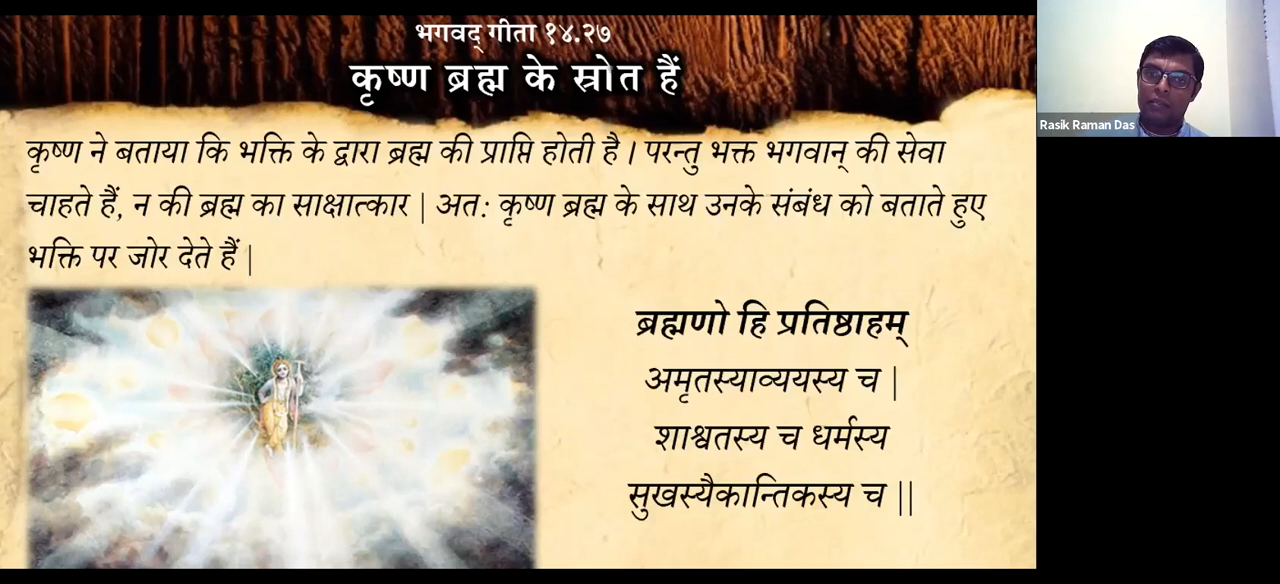 भगवद् गीता १४.२७
कृष्ण ब्रह्म के स्रोत हैं
कृष्ण ने बताया कि भक्ति के द्वारा ब्रह्म की प्राप्ति होती है । परन्तु भक्त भगवान् की सेवा
चाहते हैं, न की ब्रह्म का साक्षात्कार | अत: कृष्ण ब्रह्म के साथ उनके संबंध को बताते हुए
भक्ति पर जोर देते हैं |
ब्रह्मणो हि प्रतिष्ठाहम्
अमृतस्याव्ययस्य च |
शाश्वतस्य च धर्मस्य
सुखस्यैकान्तिकस्य च ||
Rasik Raman Das